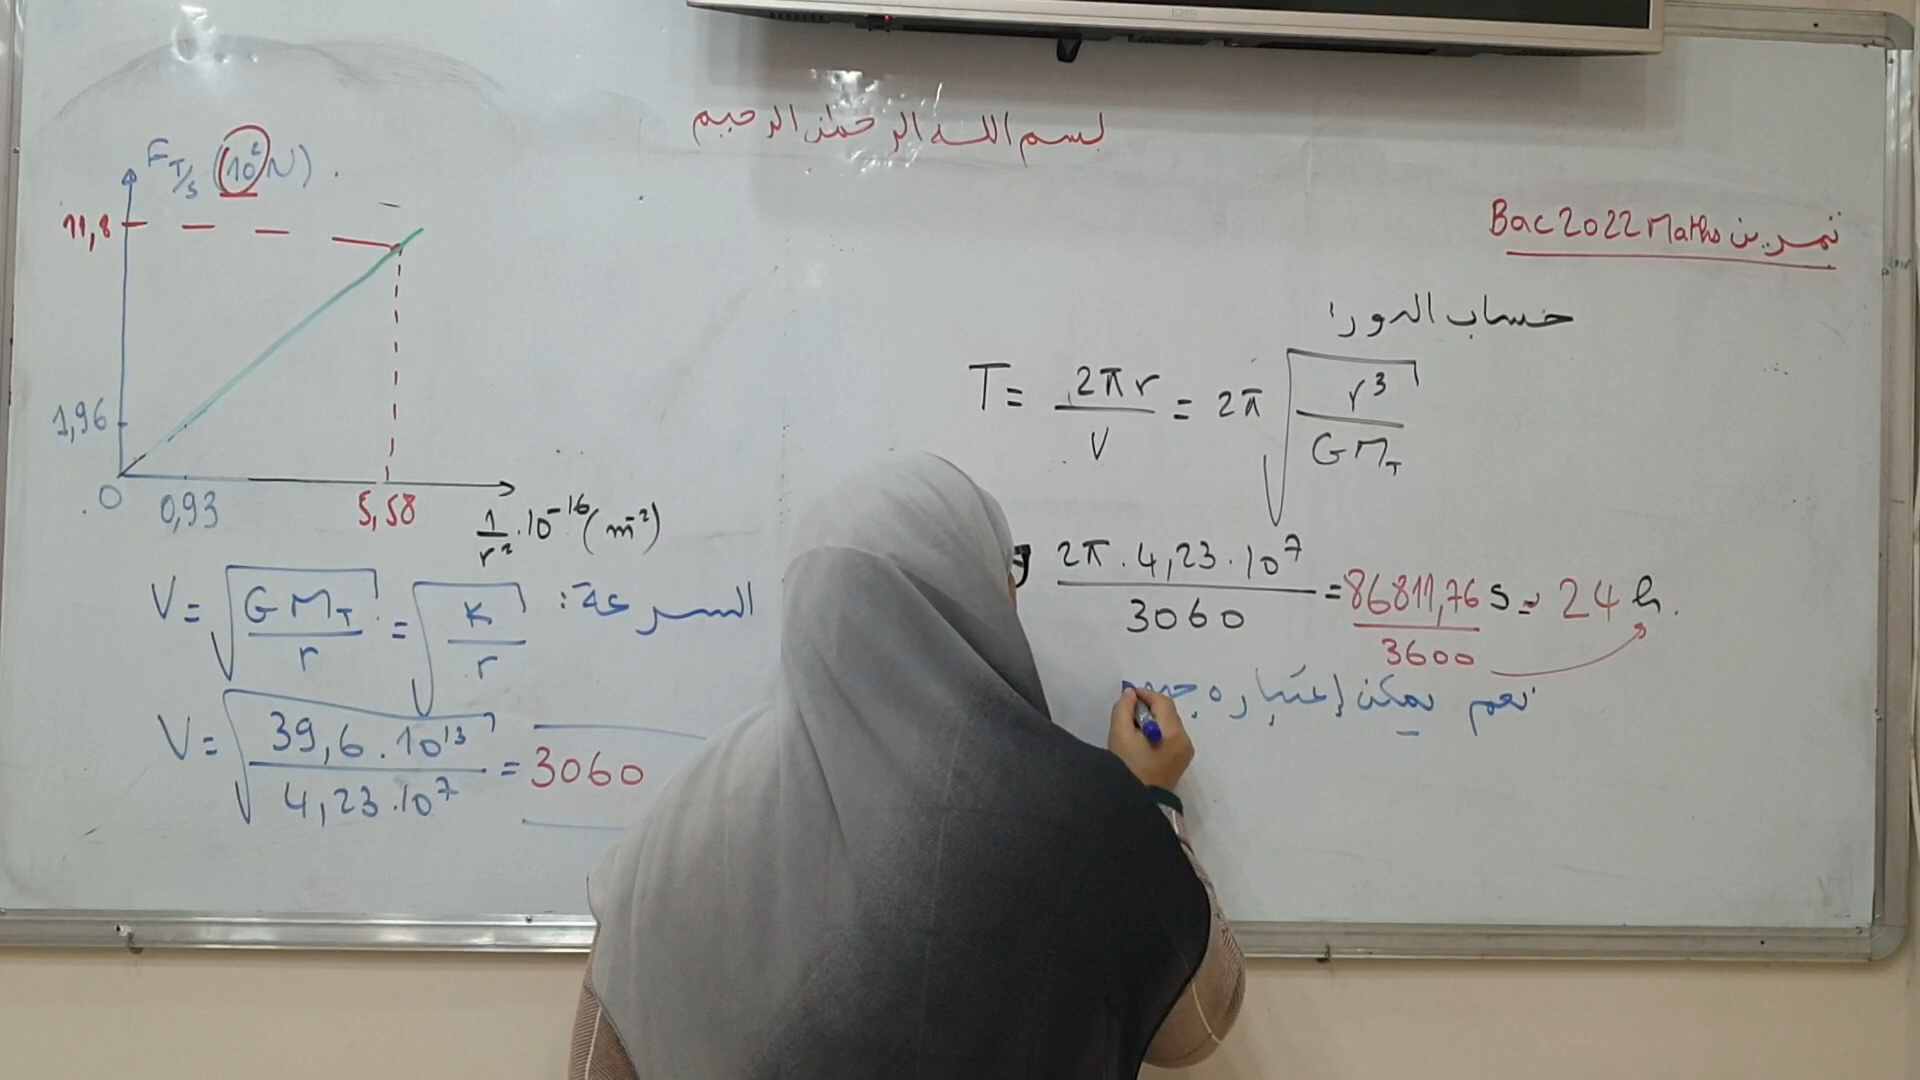 بسم الله الرحمن الرحيم
تمرين Bac 2022 Maths
F T/S (10² N)
11,8
1,96
0
0,93
5,58
1/r² . 10⁻¹⁶ (m⁻²)
السرعة:
V = √(G M_T / r) = √(K / r)
V = √(39,6 . 10¹³ / 4,23 . 10⁷) = 3060
حساب الدور:
T = 2πr / V = 2π √(r³ / G M_T)
2π . 4,23 . 10⁷ / 3060 = 86811,76 s = 24 h.
3600
نعم يمكن إعتباره